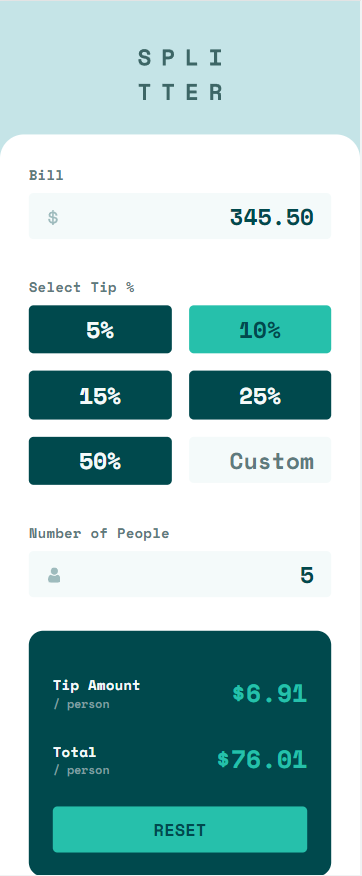 SPLI
TTER
Bill
$ 345.50
Select Tip %
5% 10%
15% 25%
50% Custom
Number of People
5
Tip Amount
/ person
$6.91
Total
/ person
$76.01
RESET